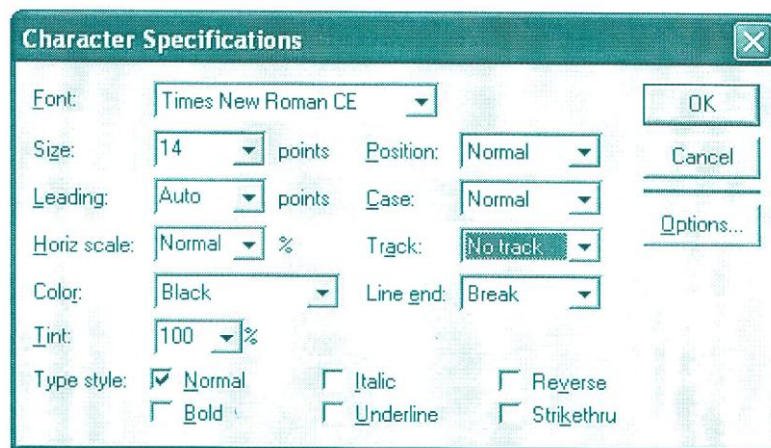 Character Specifications
Font: Times New Roman CE OK
Size: 14 points Position: Normal Cancel
Leading: Auto points Case: Normal
Options...
Horiz scale: Normal % Track: No track
Color: Black Line end: Break
Tint: 100 %
Type style: Normal Italic Reverse
Bold Underline Strikethru